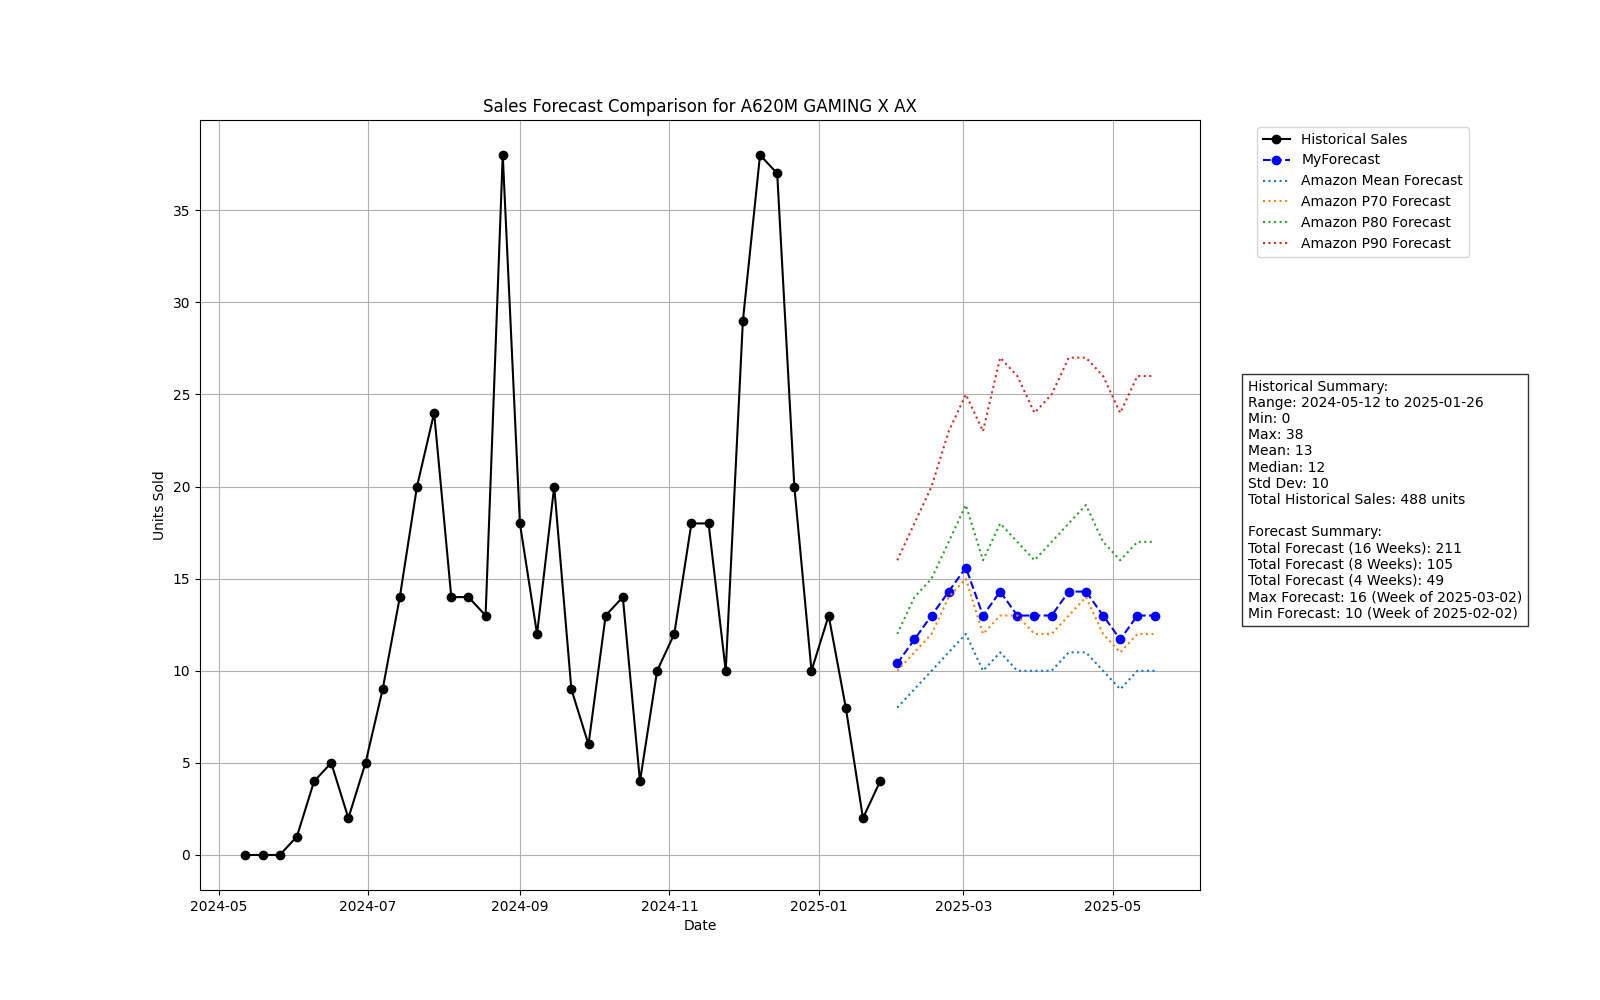 Sales Forecast Comparison for A620M GAMING X AX
Units Sold
35
30
25
20
15
10
5
0
2024-05
2024-07
2024-09
2024-11
2025-01
2025-03
2025-05
Date
Historical Sales
MyForecast
Amazon Mean Forecast
Amazon P70 Forecast
Amazon P80 Forecast
Amazon P90 Forecast
Historical Summary:
Range: 2024-05-12 to 2025-01-26
Min: 0
Max: 38
Mean: 13
Median: 12
Std Dev: 10
Total Historical Sales: 488 units
Forecast Summary:
Total Forecast (16 Weeks): 211
Total Forecast (8 Weeks): 105
Total Forecast (4 Weeks): 49
Max Forecast: 16 (Week of 2025-03-02)
Min Forecast: 10 (Week of 2025-02-02)